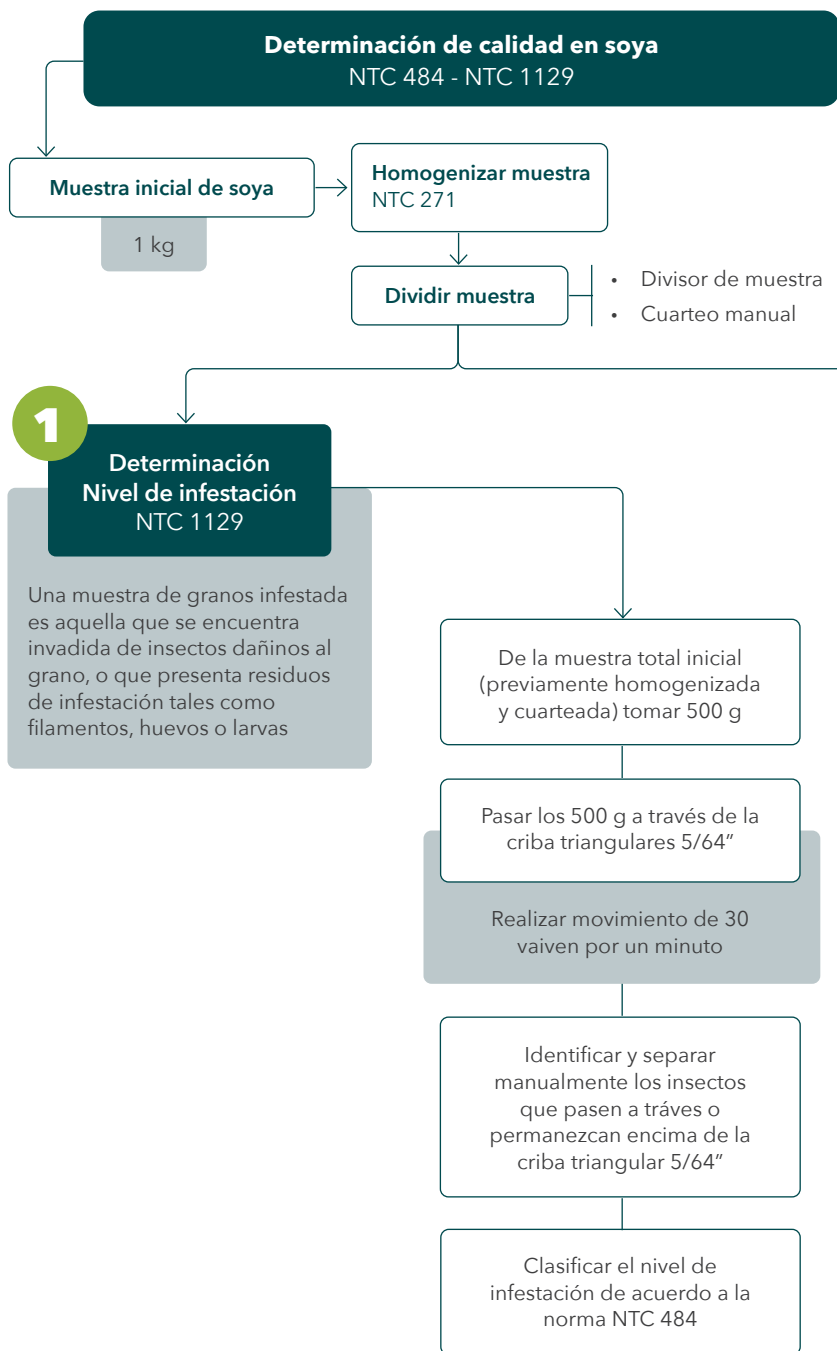 Determinación de calidad en soya
NTC 484 - NTC 1129
Muestra inicial de soya
1 kg
Homogenizar muestra
NTC 271
Dividir muestra
• Divisor de muestra
• Cuarteo manual
1
Determinación
Nivel de infestación
NTC 1129
Una muestra de granos infestada
es aquella que se encuentra
invadida de insectos dañinos al
grano, o que presenta residuos
de infestación tales como
filamentos, huevos o larvas
De la muestra total inicial
(previamente homogenizada
y cuarteada) tomar 500 g
Pasar los 500 g a través de la
criba triangulares 5/64”
Realizar movimiento de 30
vaiven por un minuto
Identificar y separar
manualmente los insectos
que pasen a tráves o
permanezcan encima de la
criba triangular 5/64”
Clasificar el nivel de
infestación de acuerdo a la
norma NTC 484